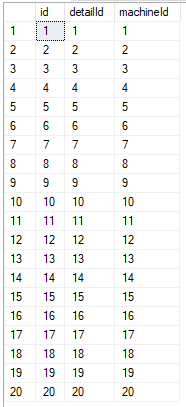 id detailId machineId
1 1 1 1
2 2 2 2
3 3 3 3
4 4 4 4
5 5 5 5
6 6 6 6
7 7 7 7
8 8 8 8
9 9 9 9
10 10 10 10
11 11 11 11
12 12 12 12
13 13 13 13
14 14 14 14
15 15 15 15
16 16 16 16
17 17 17 17
18 18 18 18
19 19 19 19
20 20 20 20